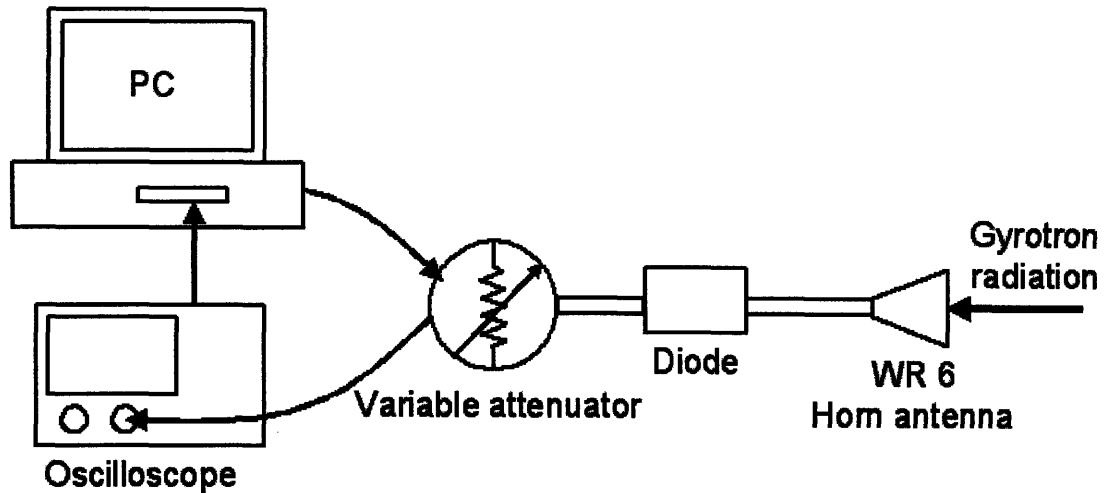 PC
Gyrotron
radiation
Diode
WR 6
Horn antenna
Variable attenuator
Oscilloscope